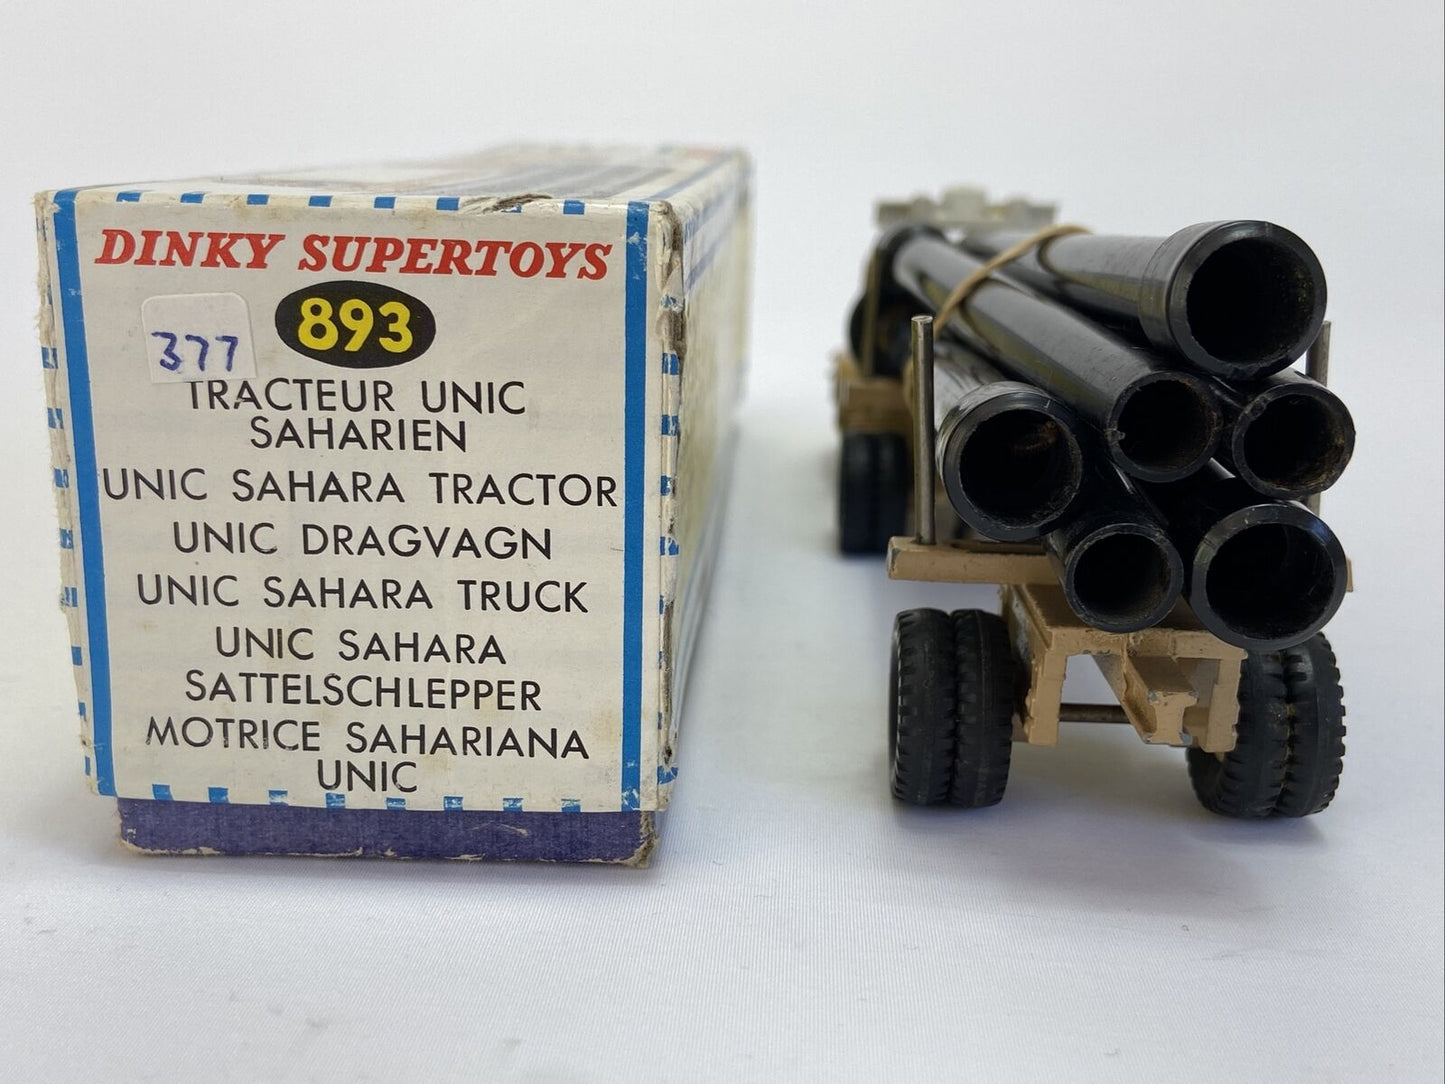 DINKY SUPERTOYS
893
377
TRACTEUR UNIC
SAHARIEN
UNIC SAHARA TRACTOR
UNIC DRAGVAGN
UNIC SAHARA TRUCK
UNIC SAHARA
SATTELSCHLEPPER
MOTRICE SAHARIANA
UNIC